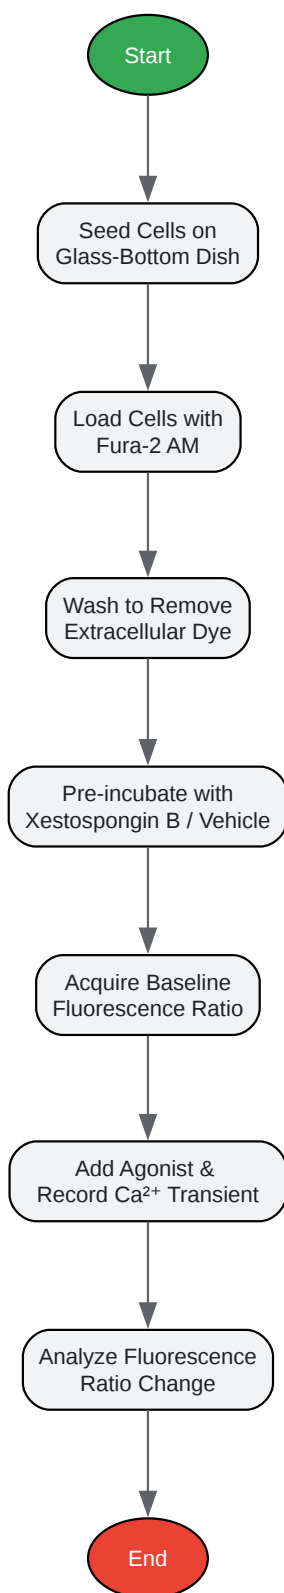 Start
Seed Cells on
Glass-Bottom Dish
Load Cells with
Fura-2 AM
Wash to Remove
Extracellular Dye
Pre-incubate with
Xestospongin B / Vehicle
Acquire Baseline
Fluorescence Ratio
Add Agonist &
Record Ca²⁺ Transient
Analyze Fluorescence
Ratio Change
End